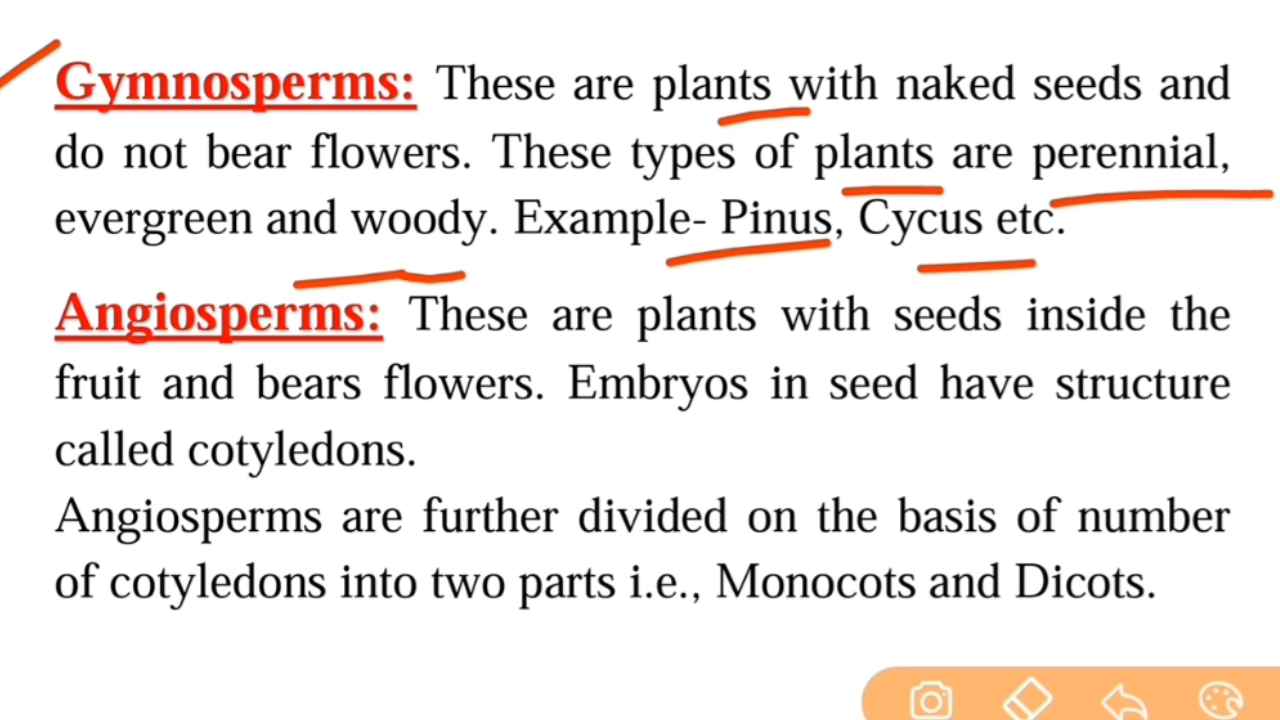 Gymnosperms: These are plants with naked seeds and
do not bear flowers. These types of plants are perennial,
evergreen and woody. Example- Pinus, Cycus etc.
Angiosperms: These are plants with seeds inside the
fruit and bears flowers. Embryos in seed have structure
called cotyledons.
Angiosperms are further divided on the basis of number
of cotyledons into two parts i.e., Monocots and Dicots.